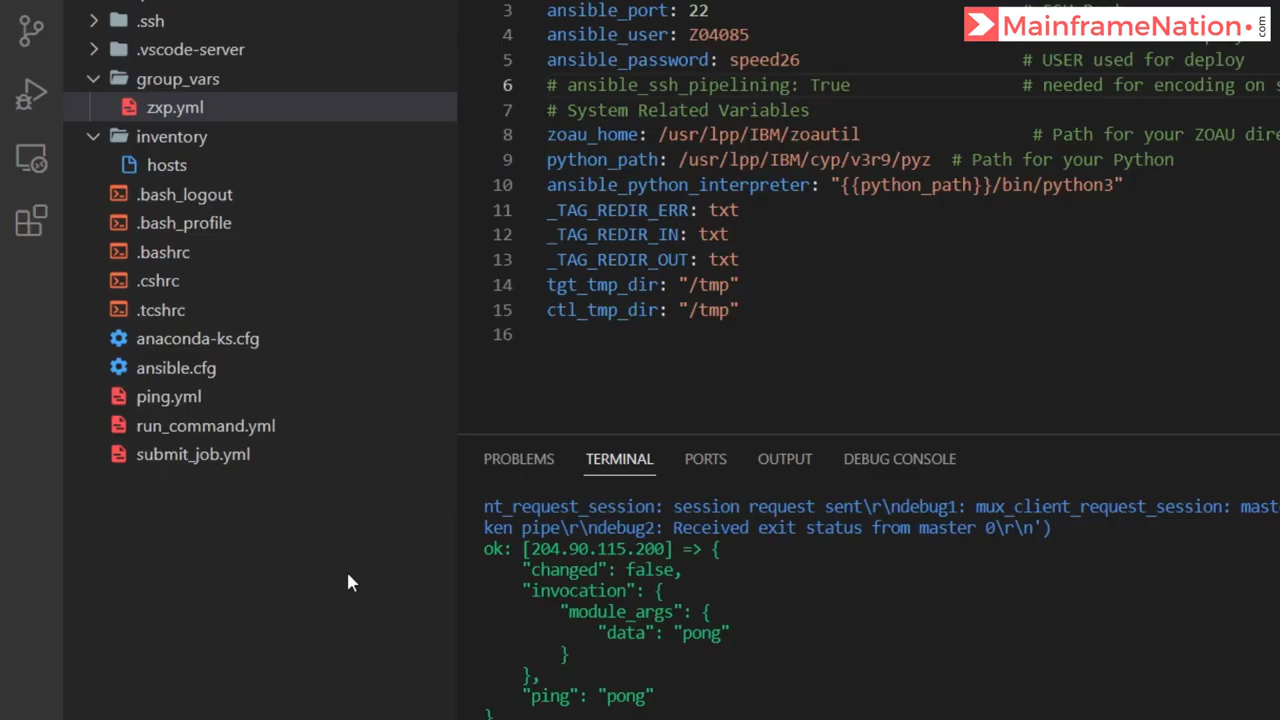 MainframeNation.com
.ssh
.vscode-server
group_vars
zxp.yml
inventory
hosts
.bash_logout
.bash_profile
.bashrc
.cshrc
.tcshrc
anaconda-ks.cfg
ansible.cfg
ping.yml
run_command.yml
submit_job.yml
3 ansible_port: 22
4 ansible_user: Z04085
5 ansible_password: speed26 # USER used for deploy
6 # ansible_ssh_pipelining: True # needed for encoding on s
7 # System Related Variables
8 zoau_home: /usr/lpp/IBM/zoautil # Path for your ZOAU dire
9 python_path: /usr/lpp/IBM/cyp/v3r9/pyz # Path for your Python
10 ansible_python_interpreter: "{{python_path}}/bin/python3"
11 _TAG_REDIR_ERR: txt
12 _TAG_REDIR_IN: txt
13 _TAG_REDIR_OUT: txt
14 tgt_tmp_dir: "/tmp"
15 ctl_tmp_dir: "/tmp"
16
PROBLEMS TERMINAL PORTS OUTPUT DEBUG CONSOLE
nt_request_session: session request sent\r\ndebug1: mux_client_request_session: mast
ken pipe\r\ndebug2: Received exit status from master 0\r\n')
ok: [204.90.115.200] => {
"changed": false,
"invocation": {
"module_args": {
"data": "pong"
}
},
"ping": "pong"
}